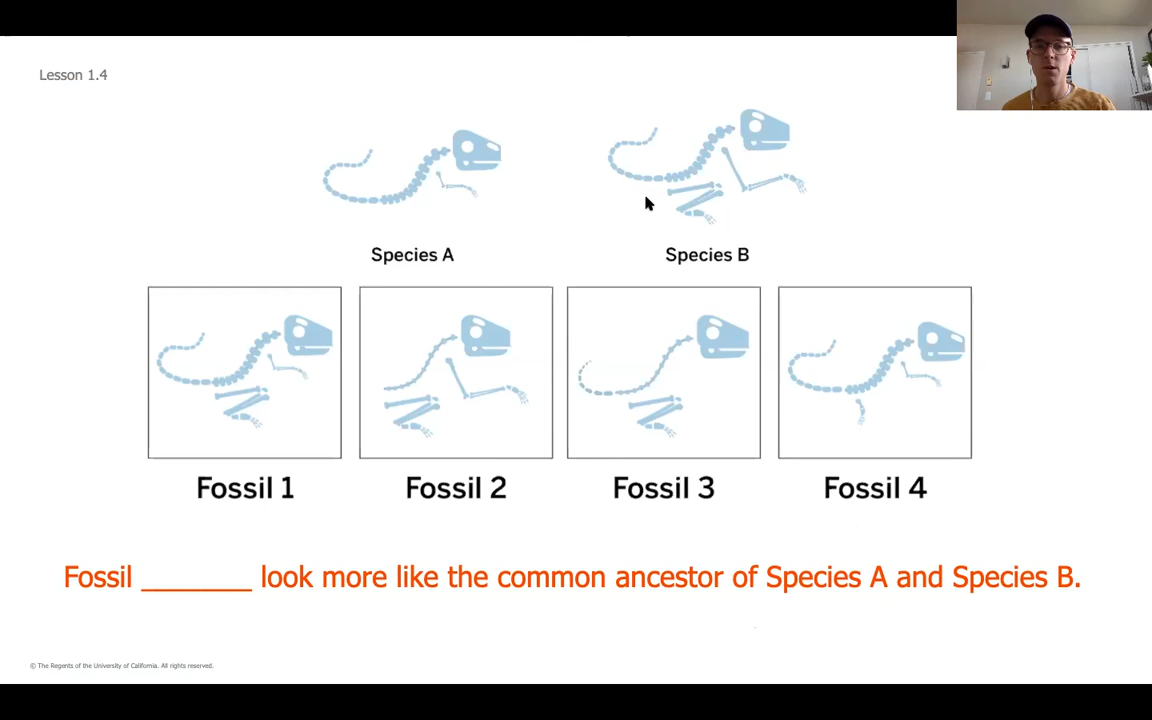 Lesson 1.4
Species A
Species B
Fossil 1
Fossil 2
Fossil 3
Fossil 4
Fossil _______ look more like the common ancestor of Species A and Species B.
© The Regents of the University of California. All rights reserved.